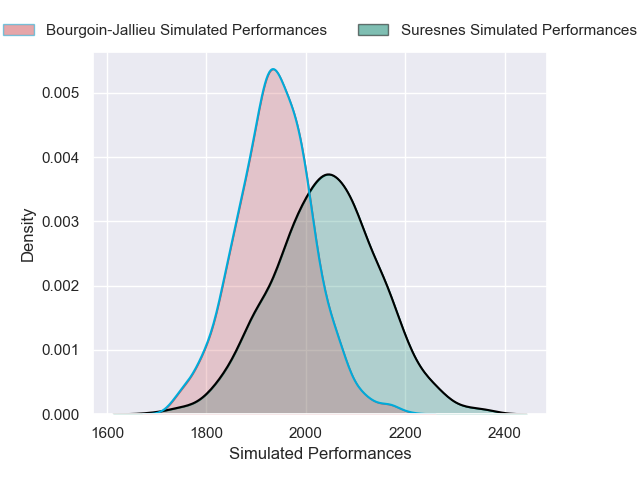 Bourgoin-Jallieu Simulated Performances
Suresnes Simulated Performances
0.005
0.004
0.003
0.002
0.001
0.000
Density
1600
1800
2000
2200
2400
Simulated Performances